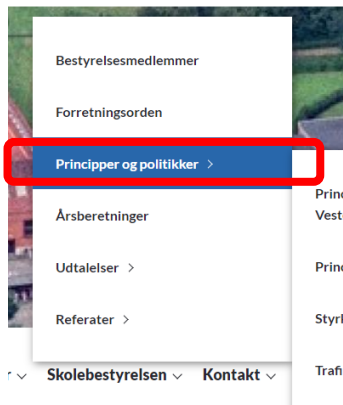 Bestyrelsesmedlemmer
Forretningsorden
Principper og politikker >
Årsberetninger
Udtalelser >
Referater >
Skolebestyrelsen
Kontakt